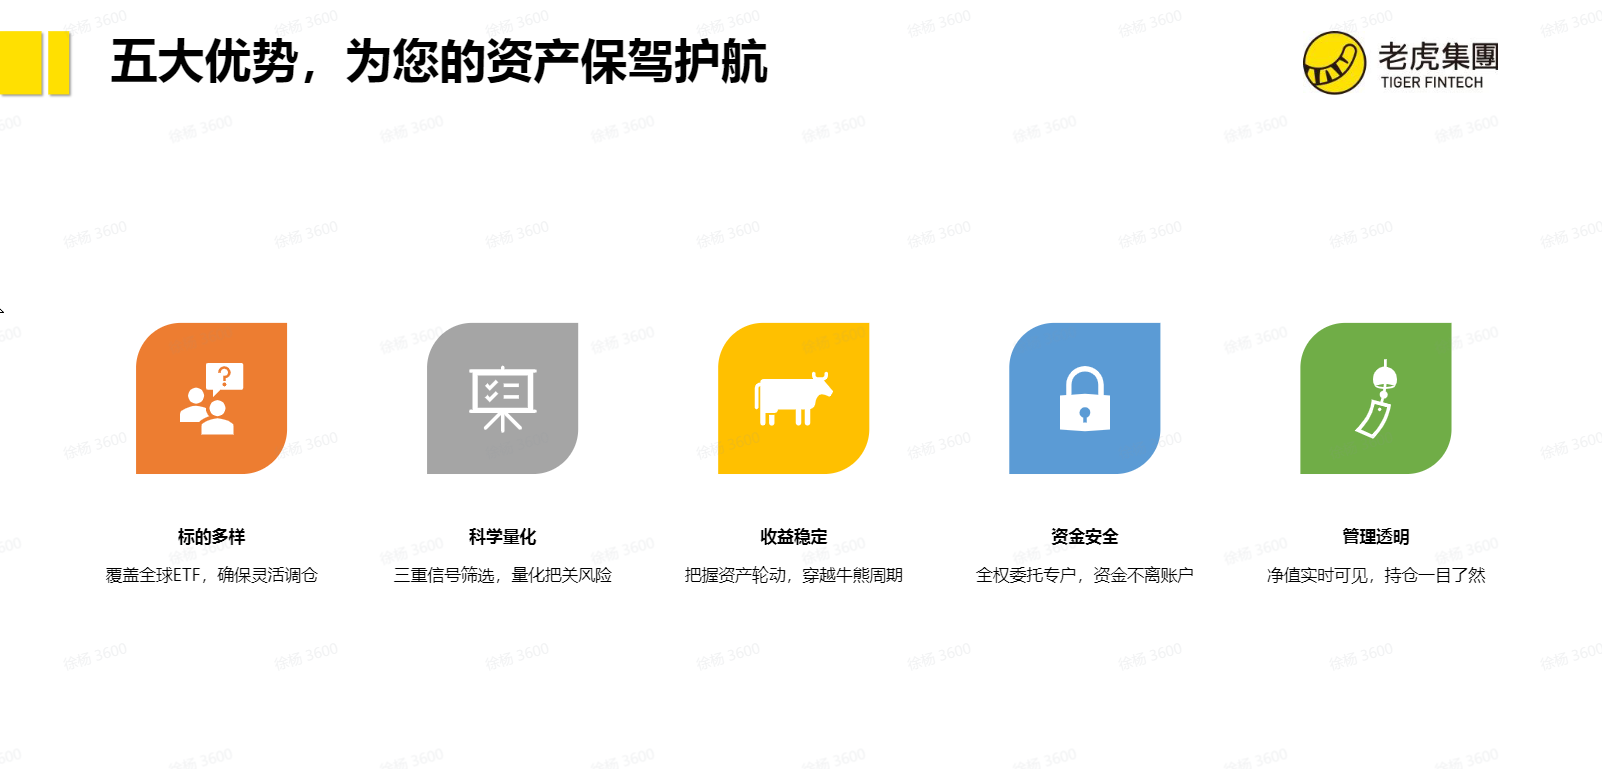 五大优势，为您的资产保驾护航
老虎集團
TIGER FINTECH
标的多样
覆盖全球ETF，确保灵活调仓
科学量化
三重信号筛选，量化把关风险
收益稳定
把握资产轮动，穿越牛熊周期
资金安全
全权委托专户，资金不离账户
管理透明
净值实时可见，持仓一目了然
徐杨 3600